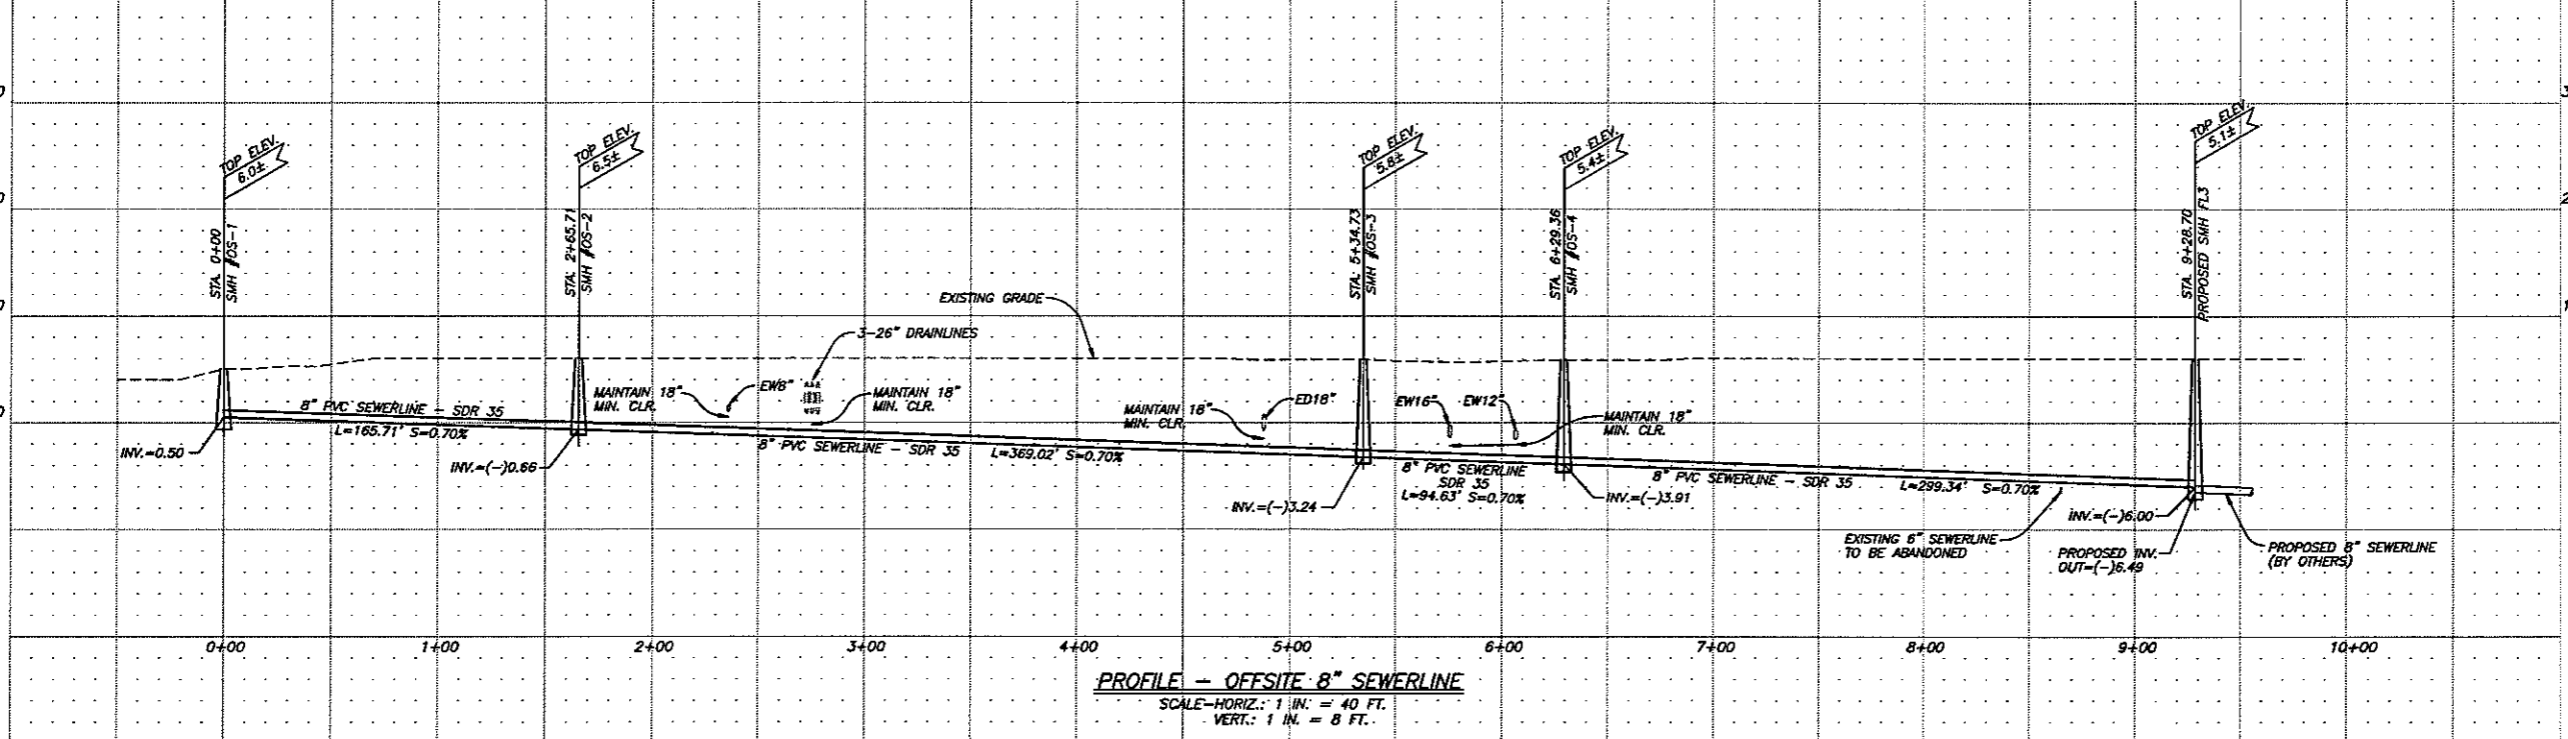 TOP ELEV.
6.0±
TOP ELEV.
6.5±
TOP ELEV.
5.8±
TOP ELEV.
5.4±
TOP ELEV.
5.1±
STA. 0+00
SMH #OS-1
STA. 2+65.71
SMH #OS-2
STA. 5+34.73
SMH #OS-3
STA. 6+29.36
SMH #OS-4
STA. 9+28.70
PROPOSED SMH FL3
EXISTING GRADE
3-26" DRAINLINES
MAINTAIN 18"
MIN. CLR.
EW8"
MAINTAIN 18"
MIN. CLR.
MAINTAIN 18"
MIN. CLR.
ED18"
EW16"
EW12"
MAINTAIN 18"
MIN. CLR.
8" PVC SEWERLINE - SDR 35
L=165.71' S=0.70%
8" PVC SEWERLINE - SDR 35
L=369.02' S=0.70%
8" PVC SEWERLINE
SDR 35
L=94.63' S=0.70%
8" PVC SEWERLINE - SDR 35
L=299.34' S=0.70%
INV.=0.50
INV.=(-)0.66
INV.=(-)3.24
INV.=(-)3.91
INV.=(-)6.00
EXISTING 6" SEWERLINE
TO BE ABANDONED
PROPOSED INV.
OUT=(-)6.49
PROPOSED 8" SEWERLINE
(BY OTHERS)
0+00
1+00
2+00
3+00
4+00
5+00
6+00
7+00
8+00
9+00
10+00
PROFILE - OFFSITE 8" SEWERLINE
SCALE-HORIZ.: 1 IN. = 40 FT.
VERT.: 1 IN. = 8 FT.